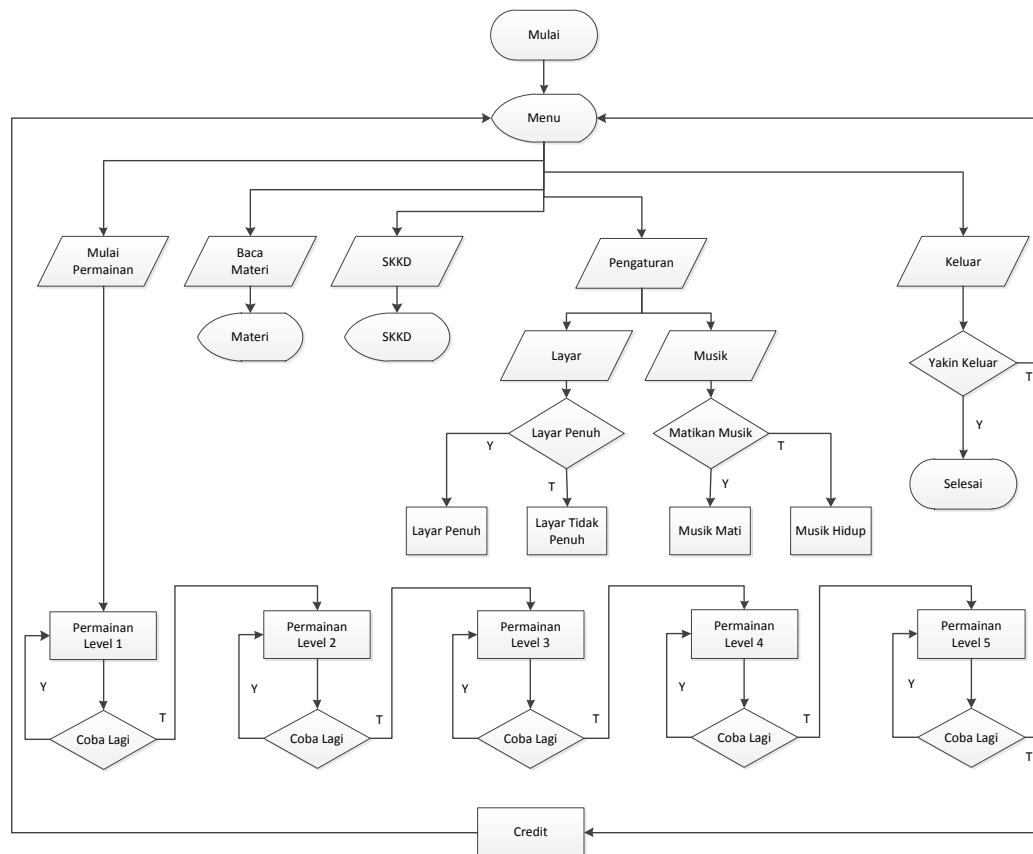 Mulai
Menu
Mulai
Permainan
Baca
Materi
SKKD
Pengaturan
Keluar
Materi
SKKD
Layar
Musik
Yakin Keluar
T
Layar Penuh
Matikan Musik
Y
T
Y
T
Y
Selesai
Layar Penuh
Layar Tidak
Penuh
Musik Mati
Musik Hidup
Permainan
Level 1
Permainan
Level 2
Permainan
Level 3
Permainan
Level 4
Permainan
Level 5
Y
Y
Y
Y
Y
T
T
T
T
Coba Lagi
Coba Lagi
Coba Lagi
Coba Lagi
Coba Lagi
T
Credit